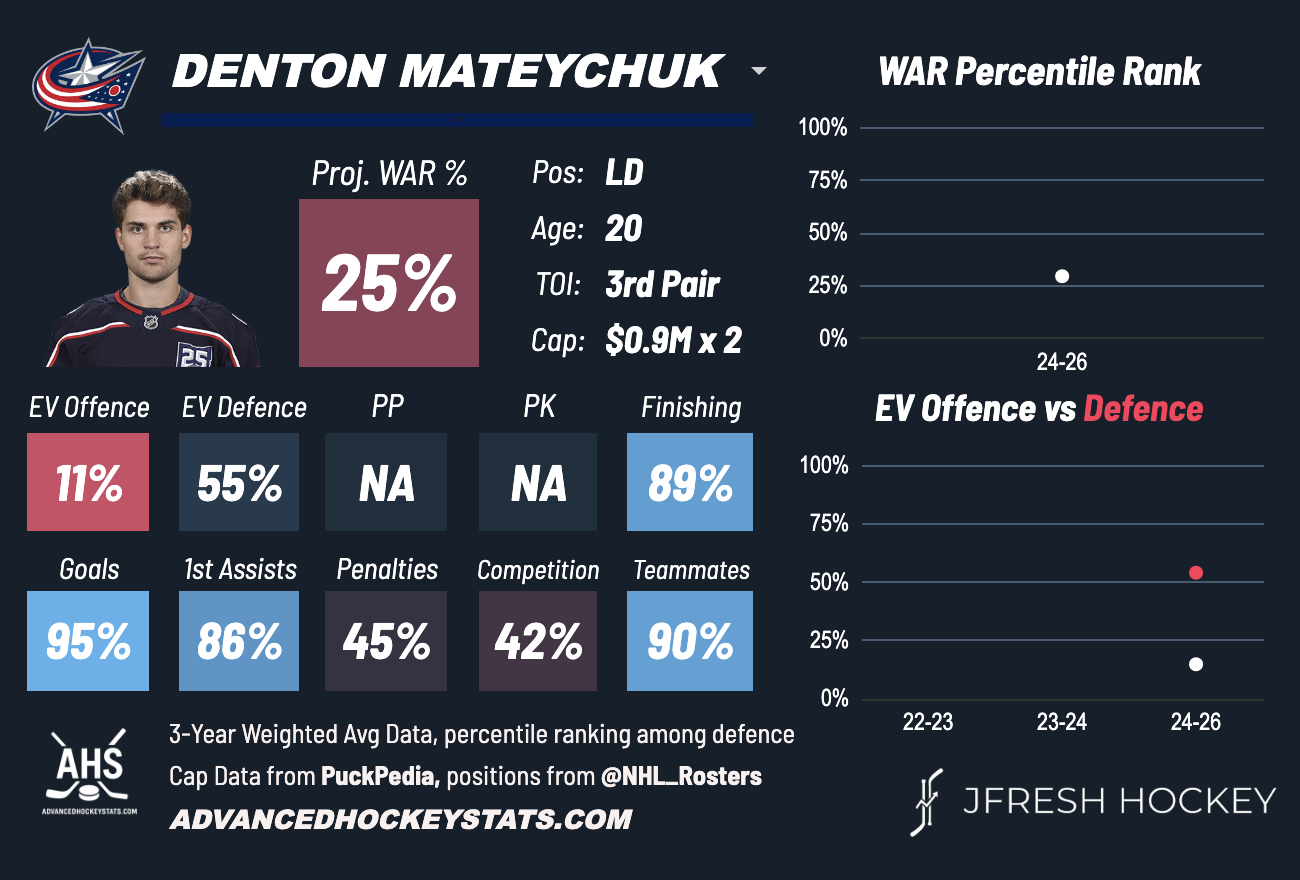 DENTON MATEYCHUK
Proj. WAR %
25%
Pos: LD
Age: 20
TOI: 3rd Pair
Cap: $0.9M x 2
25
EV Offence EV Defence PP PK Finishing
11% 55% NA NA 89%
Goals 1st Assists Penalties Competition Teammates
95% 86% 45% 42% 90%
AHS
ADVANCEDHOCKEYSTATS.COM
3-Year Weighted Avg Data, percentile ranking among defence
Cap Data from PuckPedia, positions from @NHL_Rosters
ADVANCEDHOCKEYSTATS.COM
WAR Percentile Rank
100%
75%
50%
25%
0%
24-26
EV Offence vs Defence
100%
75%
50%
25%
0%
22-23 23-24 24-26
JFRESH HOCKEY